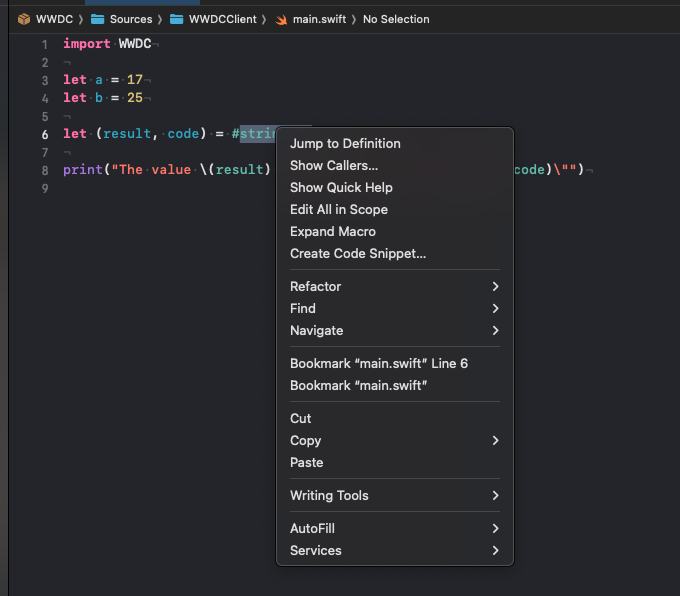 WWDC 〉 Sources 〉 WWDCClient 〉 main.swift 〉 No Selection
1 import WWDC
2
3 let a = 17
4 let b = 25
5
6 let (result, code) = #
7
8 print("The value \(result) code)\"")
9
Jump to Definition
Show Callers...
Show Quick Help
Edit All in Scope
Expand Macro
Create Code Snippet...
Refactor
Find
Navigate
Bookmark “main.swift” Line 6
Bookmark “main.swift”
Cut
Copy
Paste
Writing Tools
AutoFill
Services